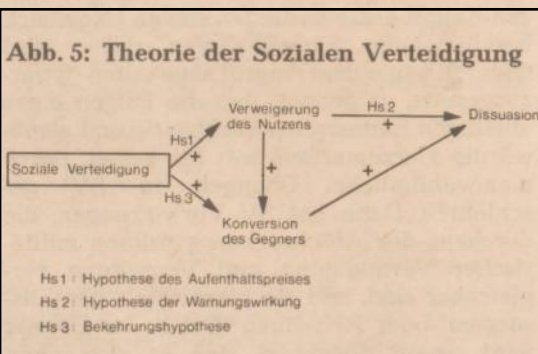 Abb. 5: Theorie der Sozialen Verteidigung
Verweigerung
des Nutzens
Hs 2
+
Dissuasion
Hs1
+
Soziale Verteidigung
+
+
+
Hs 3
Konversion
des Gegners
Hs 1 : Hypothese des Aufenthaltspreises
Hs 2 : Hypothese der Warnungswirkung
Hs 3 : Bekehrungshypothese